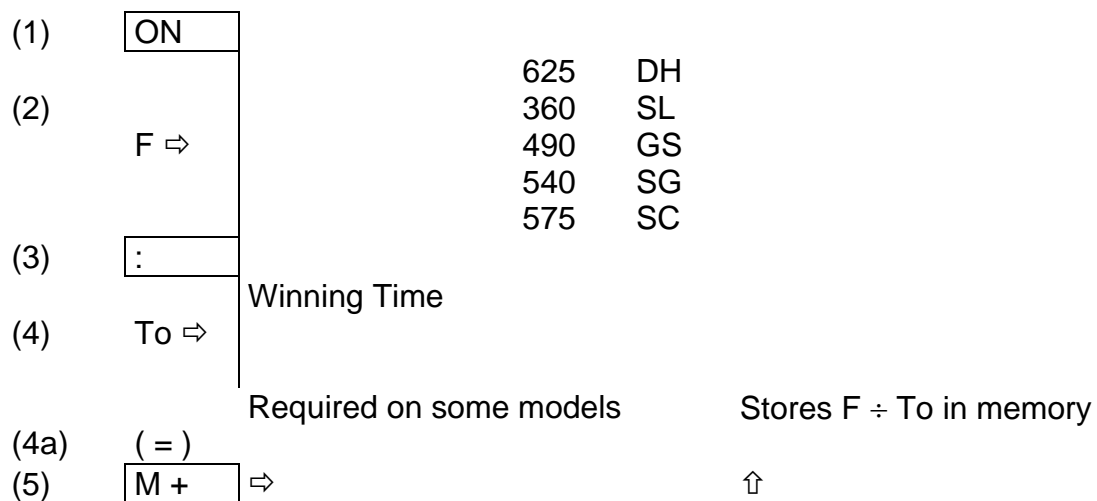 (1) ON
625 DH
(2) 360 SL
F ⇨ 490 GS
540 SG
575 SC
(3) :
Winning Time
(4) To ⇨
Required on some models Stores F ÷ To in memory
(4a) ( = )
(5) M + ⇨ ⇧